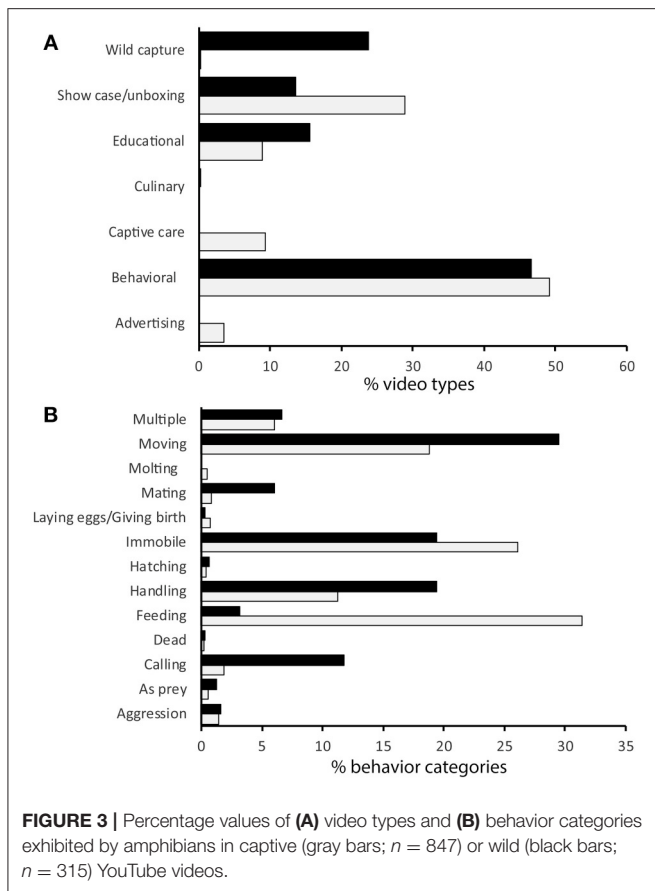 A
Wild capture
Show case/unboxing
Educational
Culinary
Captive care
Behavioral
Advertising
0 10 20 30 40 50 60
% video types
B
Multiple
Moving
Molting
Mating
Laying eggs/Giving birth
Immobile
Hatching
Handling
Feeding
Dead
Calling
As prey
Aggression
0 5 10 15 20 25 30 35
% behavior categories
FIGURE 3 | Percentage values of (A) video types and (B) behavior categories
exhibited by amphibians in captive (gray bars; n = 847) or wild (black bars;
n = 315) YouTube videos.